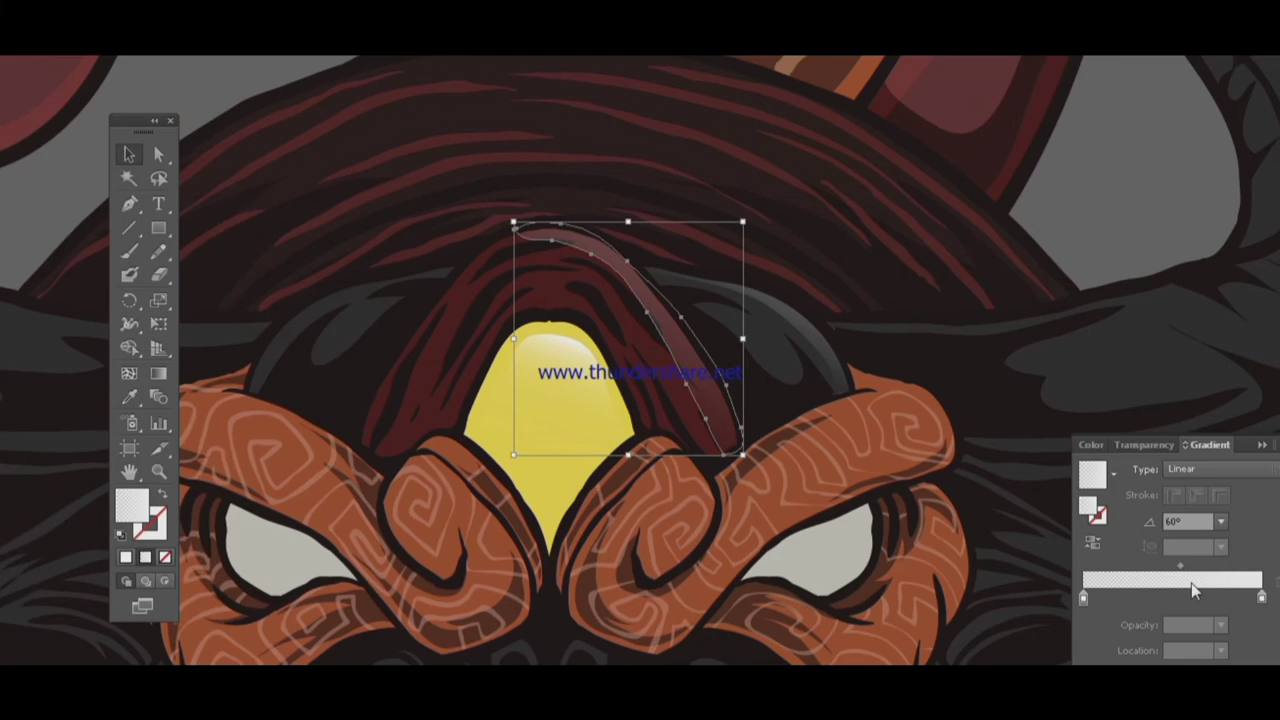 T
www.thundershare.net
Color Transparency Gradient
Type: Linear
Stroke:
60°
Opacity:
Location: